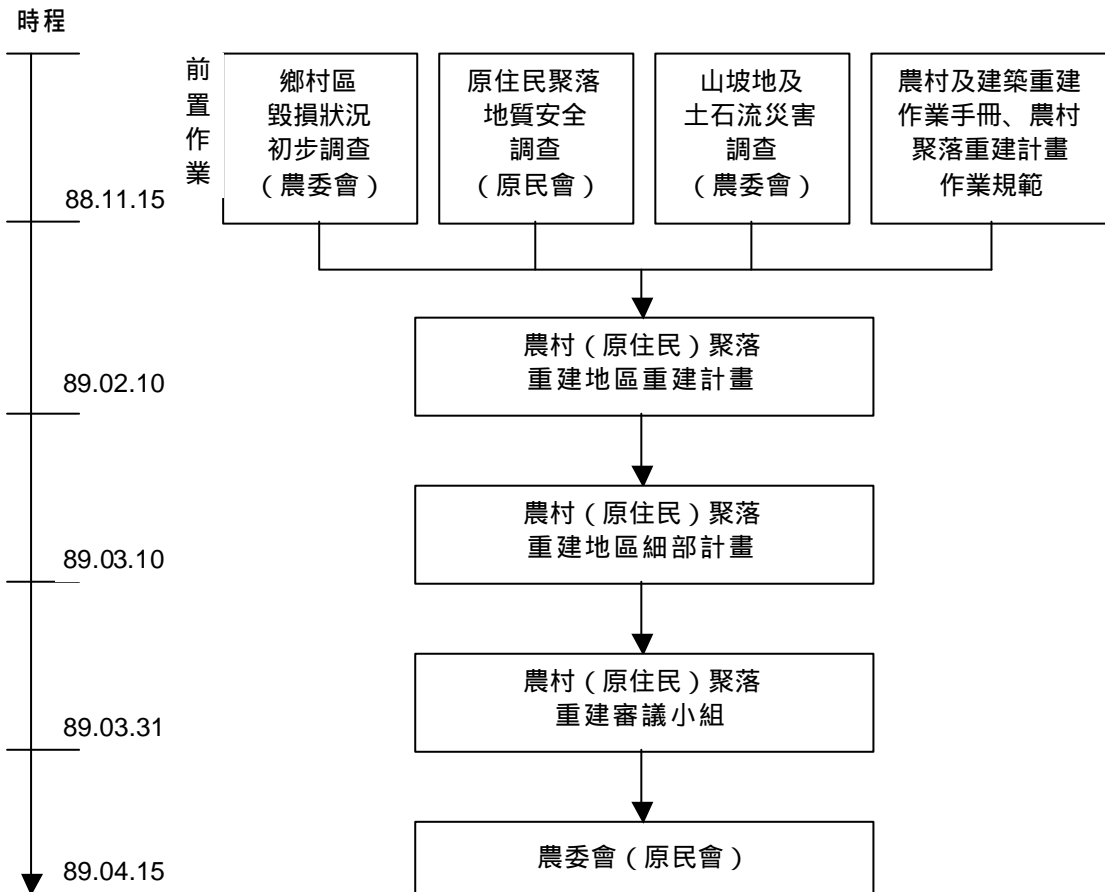 時程
前置作業
鄉村區
毀損狀況
初步調查
（農委會）
原住民聚落
地質安全
調查
（原民會）
山坡地及
土石流災害
調查
（農委會）
農村及建築重建
作業手冊、農村
聚落重建計畫
作業規範
88.11.15
農村（原住民）聚落
重建地區重建計畫
89.02.10
農村（原住民）聚落
重建地區細部計畫
89.03.10
農村（原住民）聚落
重建審議小組
89.03.31
農委會（原民會）
89.04.15